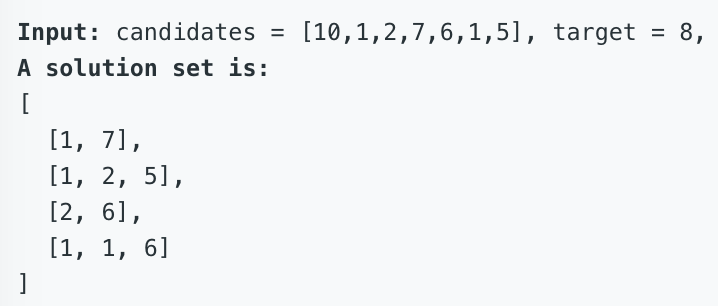 Input: candidates = [10,1,2,7,6,1,5], target = 8,
A solution set is:
[
  [1, 7],
  [1, 2, 5],
  [2, 6],
  [1, 1, 6]
]